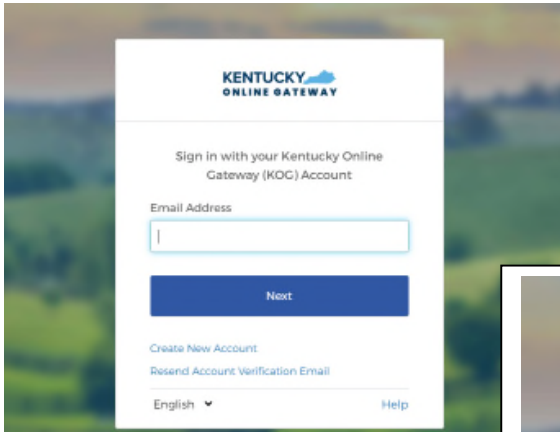 KENTUCKY
ONLINE GATEWAY
Sign in with your Kentucky Online
Gateway (KOG) Account
Email Address
Next
Create New Account
Resend Account Verification Email
English
Help